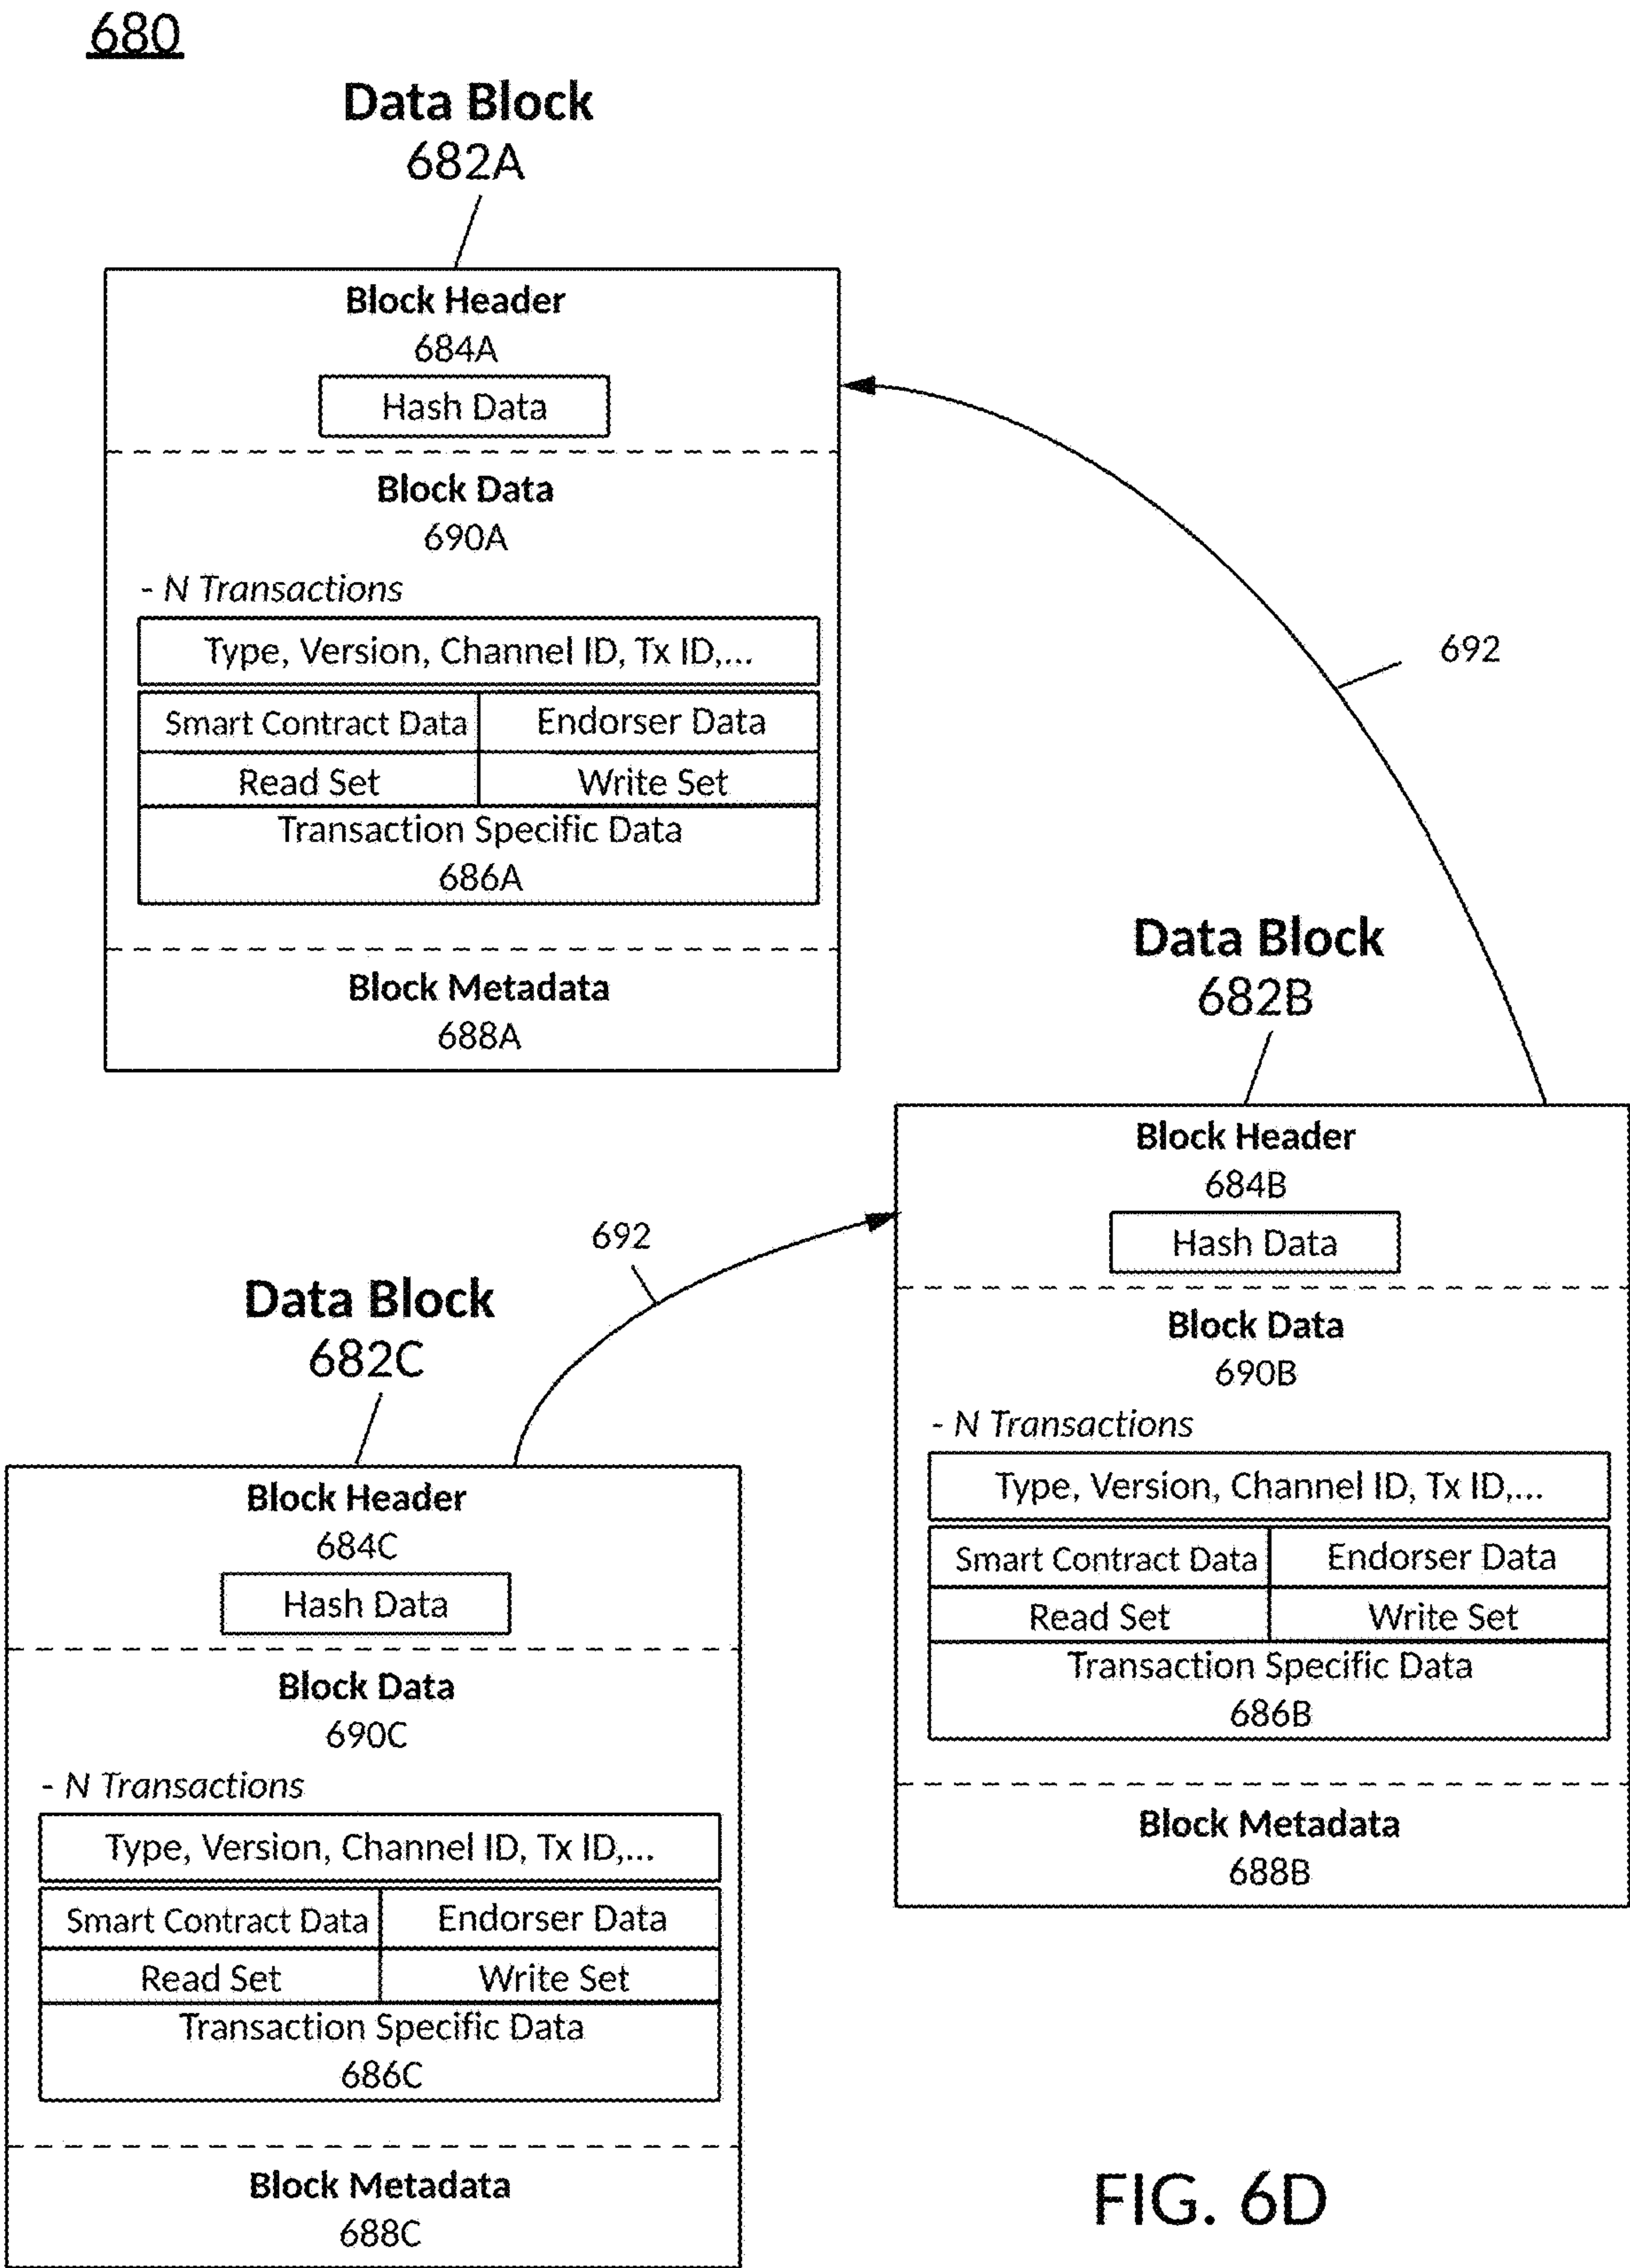 680
Data Block
682A
Block Header
684A
Hash Data
Block Data
690A
- N Transactions
Type, Version, Channel ID, Tx ID,...
Smart Contract Data Endorser Data
Read Set Write Set
Transaction Specific Data
686A
Block Metadata
688A
692
Data Block
682B
Block Header
684B
Hash Data
Block Data
690B
- N Transactions
Type, Version, Channel ID, Tx ID,...
Smart Contract Data Endorser Data
Read Set Write Set
Transaction Specific Data
686B
Block Metadata
688B
692
Data Block
682C
Block Header
684C
Hash Data
Block Data
690C
- N Transactions
Type, Version, Channel ID, Tx ID,...
Smart Contract Data Endorser Data
Read Set Write Set
Transaction Specific Data
686C
Block Metadata
688C
FIG. 6D